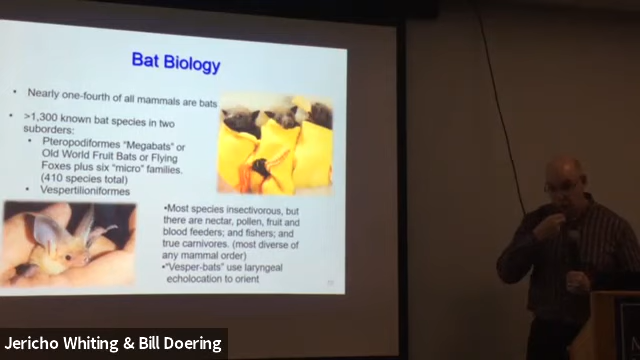 Bat Biology
• Nearly one-fourth of all mammals are bats
• >1,300 known bat species in two
suborders:
• Pteropodiformes "Megabats" or
Old World Fruit Bats or Flying
Foxes plus six "micro" families.
(410 species total)
• Vespertilioniformes
•Most species insectivorous, but
there are nectar, pollen, fruit and
blood feeders; and fishers; and
true carnivores. (most diverse of
any mammal order)
•"Vesper-bats" use laryngeal
echolocation to orient
Jericho Whiting & Bill Doering